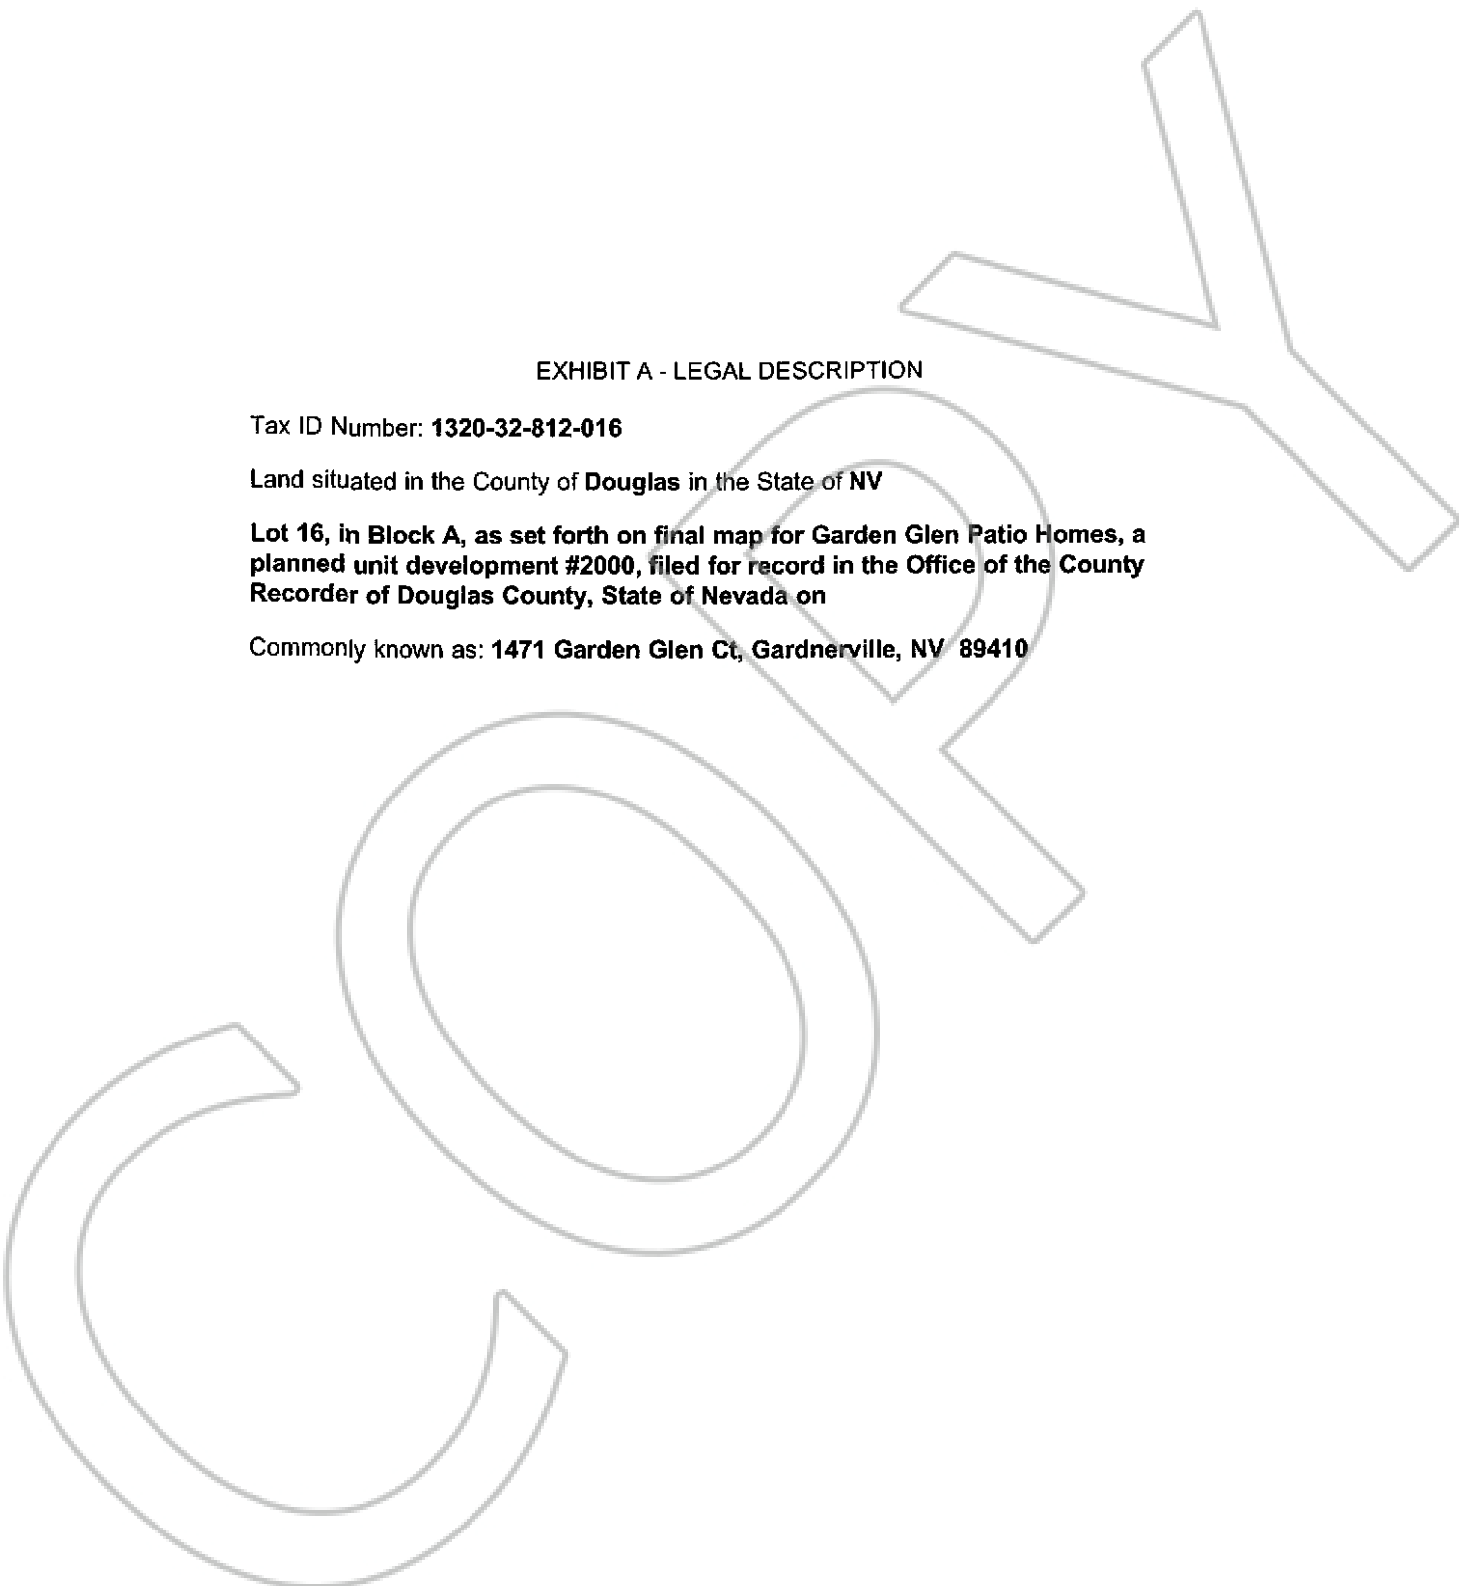 EXHIBIT A - LEGAL DESCRIPTION
Tax ID Number: 1320-32-812-016
Land situated in the County of Douglas in the State of NV
Lot 16, in Block A, as set forth on final map for Garden Glen Patio Homes, a
planned unit development #2000, filed for record in the Office of the County
Recorder of Douglas County, State of Nevada on
Commonly known as: 1471 Garden Glen Ct, Gardnerville, NV 89410
COPY